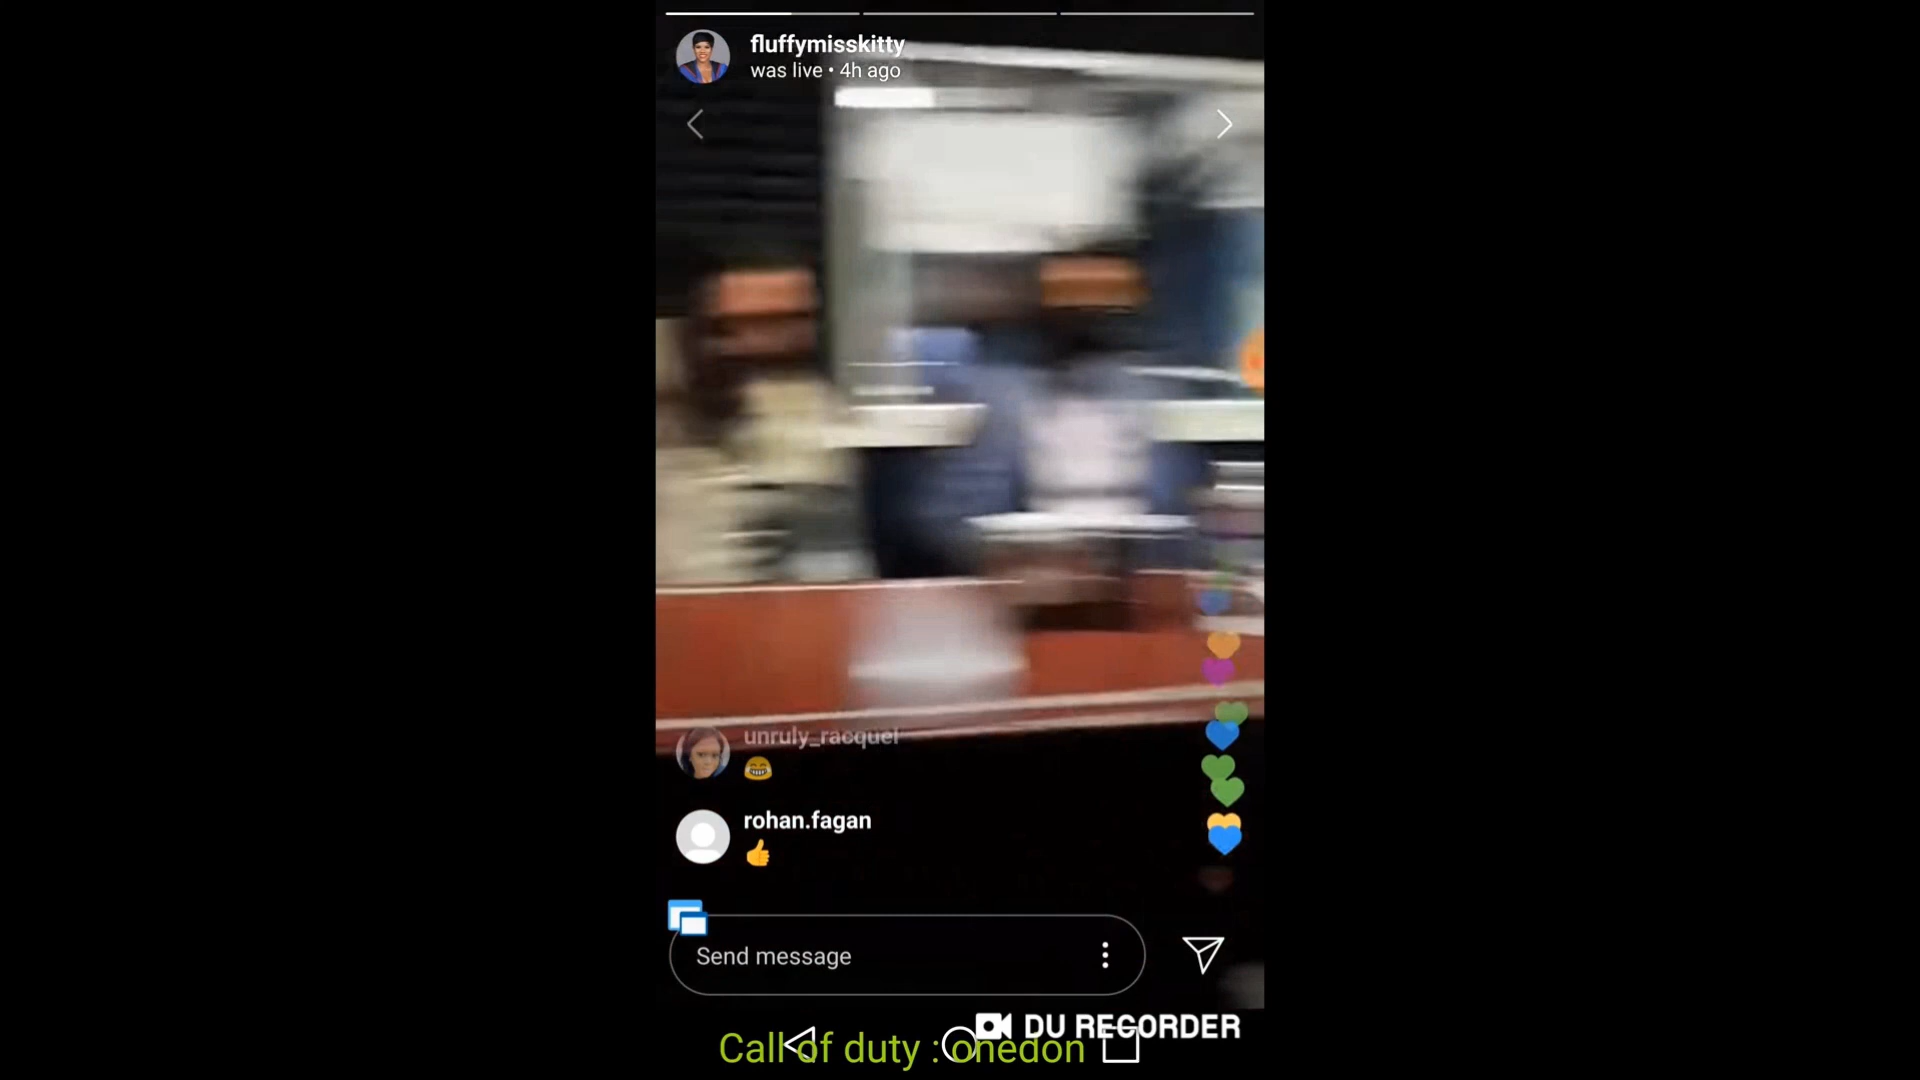 fluffymisskitty
was live • 4h ago
unruly_racquel
rohan.fagan
Send message
DU RECORDER
Call of duty : onedon